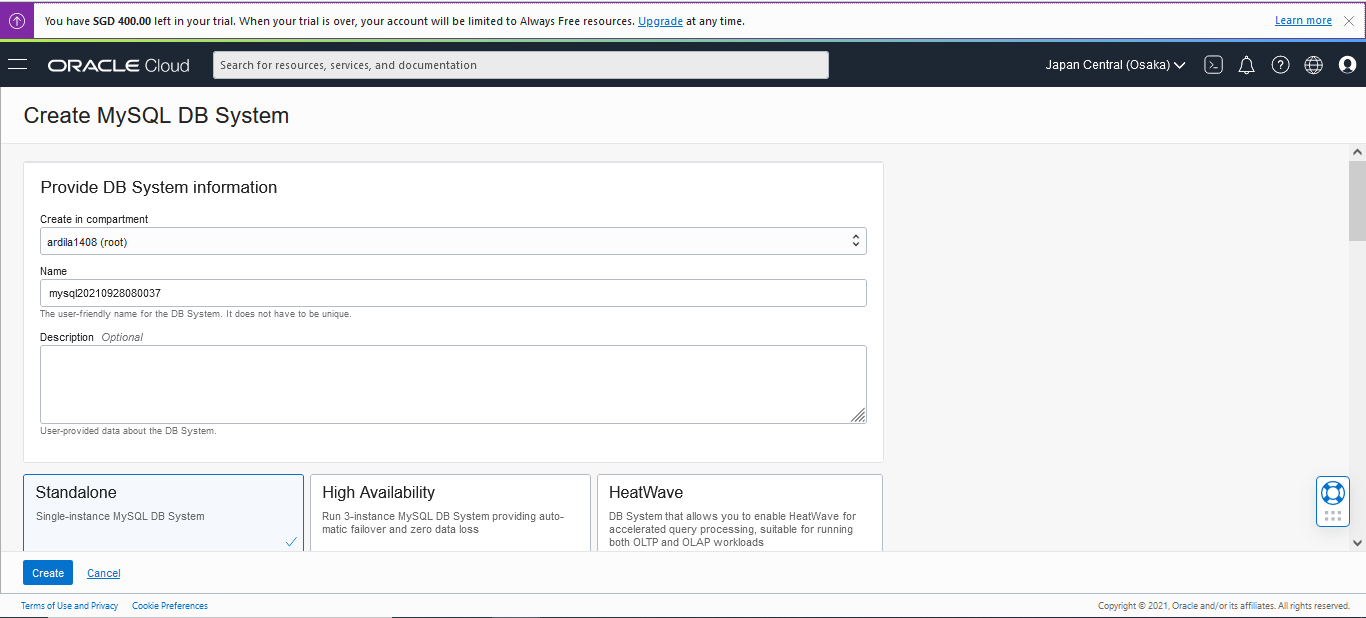 You have SGD 400.00 left in your trial. When your trial is over, your account will be limited to Always Free resources. Upgrade at any time.
Learn more
ORACLE Cloud
Search for resources, services, and documentation
Japan Central (Osaka)
Create MySQL DB System
Provide DB System information
Create in compartment
ardila1408 (root)
Name
mysql20210928080037
The user-friendly name for the DB System. It does not have to be unique.
Description Optional
User-provided data about the DB System.
Standalone
Single-instance MySQL DB System
High Availability
Run 3-instance MySQL DB System providing auto-
matic failover and zero data loss
HeatWave
DB System that allows you to enable HeatWave for
accelerated query processing, suitable for running
both OLTP and OLAP workloads
Create
Cancel
Terms of Use and Privacy
Cookie Preferences
Copyright © 2021, Oracle and/or its affiliates. All rights reserved.